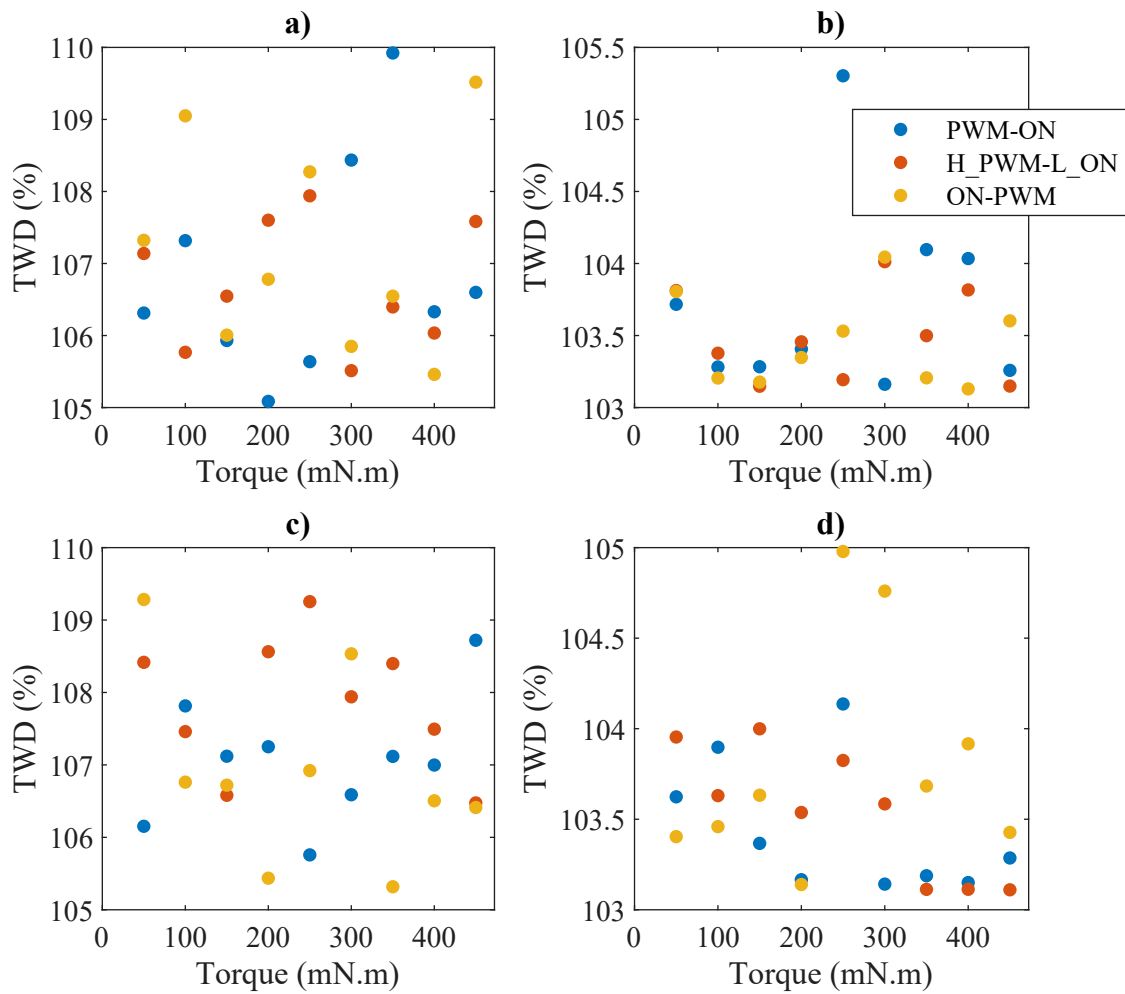 a)
110
109
108
107
106
105
TWD (%)
0 100 200 300 400
Torque (mN.m)
b)
105.5
105
104.5
104
103.5
103
TWD (%)
0 100 200 300 400
Torque (mN.m)
PWM-ON
H_PWM-L_ON
ON-PWM
c)
110
109
108
107
106
105
TWD (%)
0 100 200 300 400
Torque (mN.m)
d)
105
104.5
104
103.5
103
TWD (%)
0 100 200 300 400
Torque (mN.m)